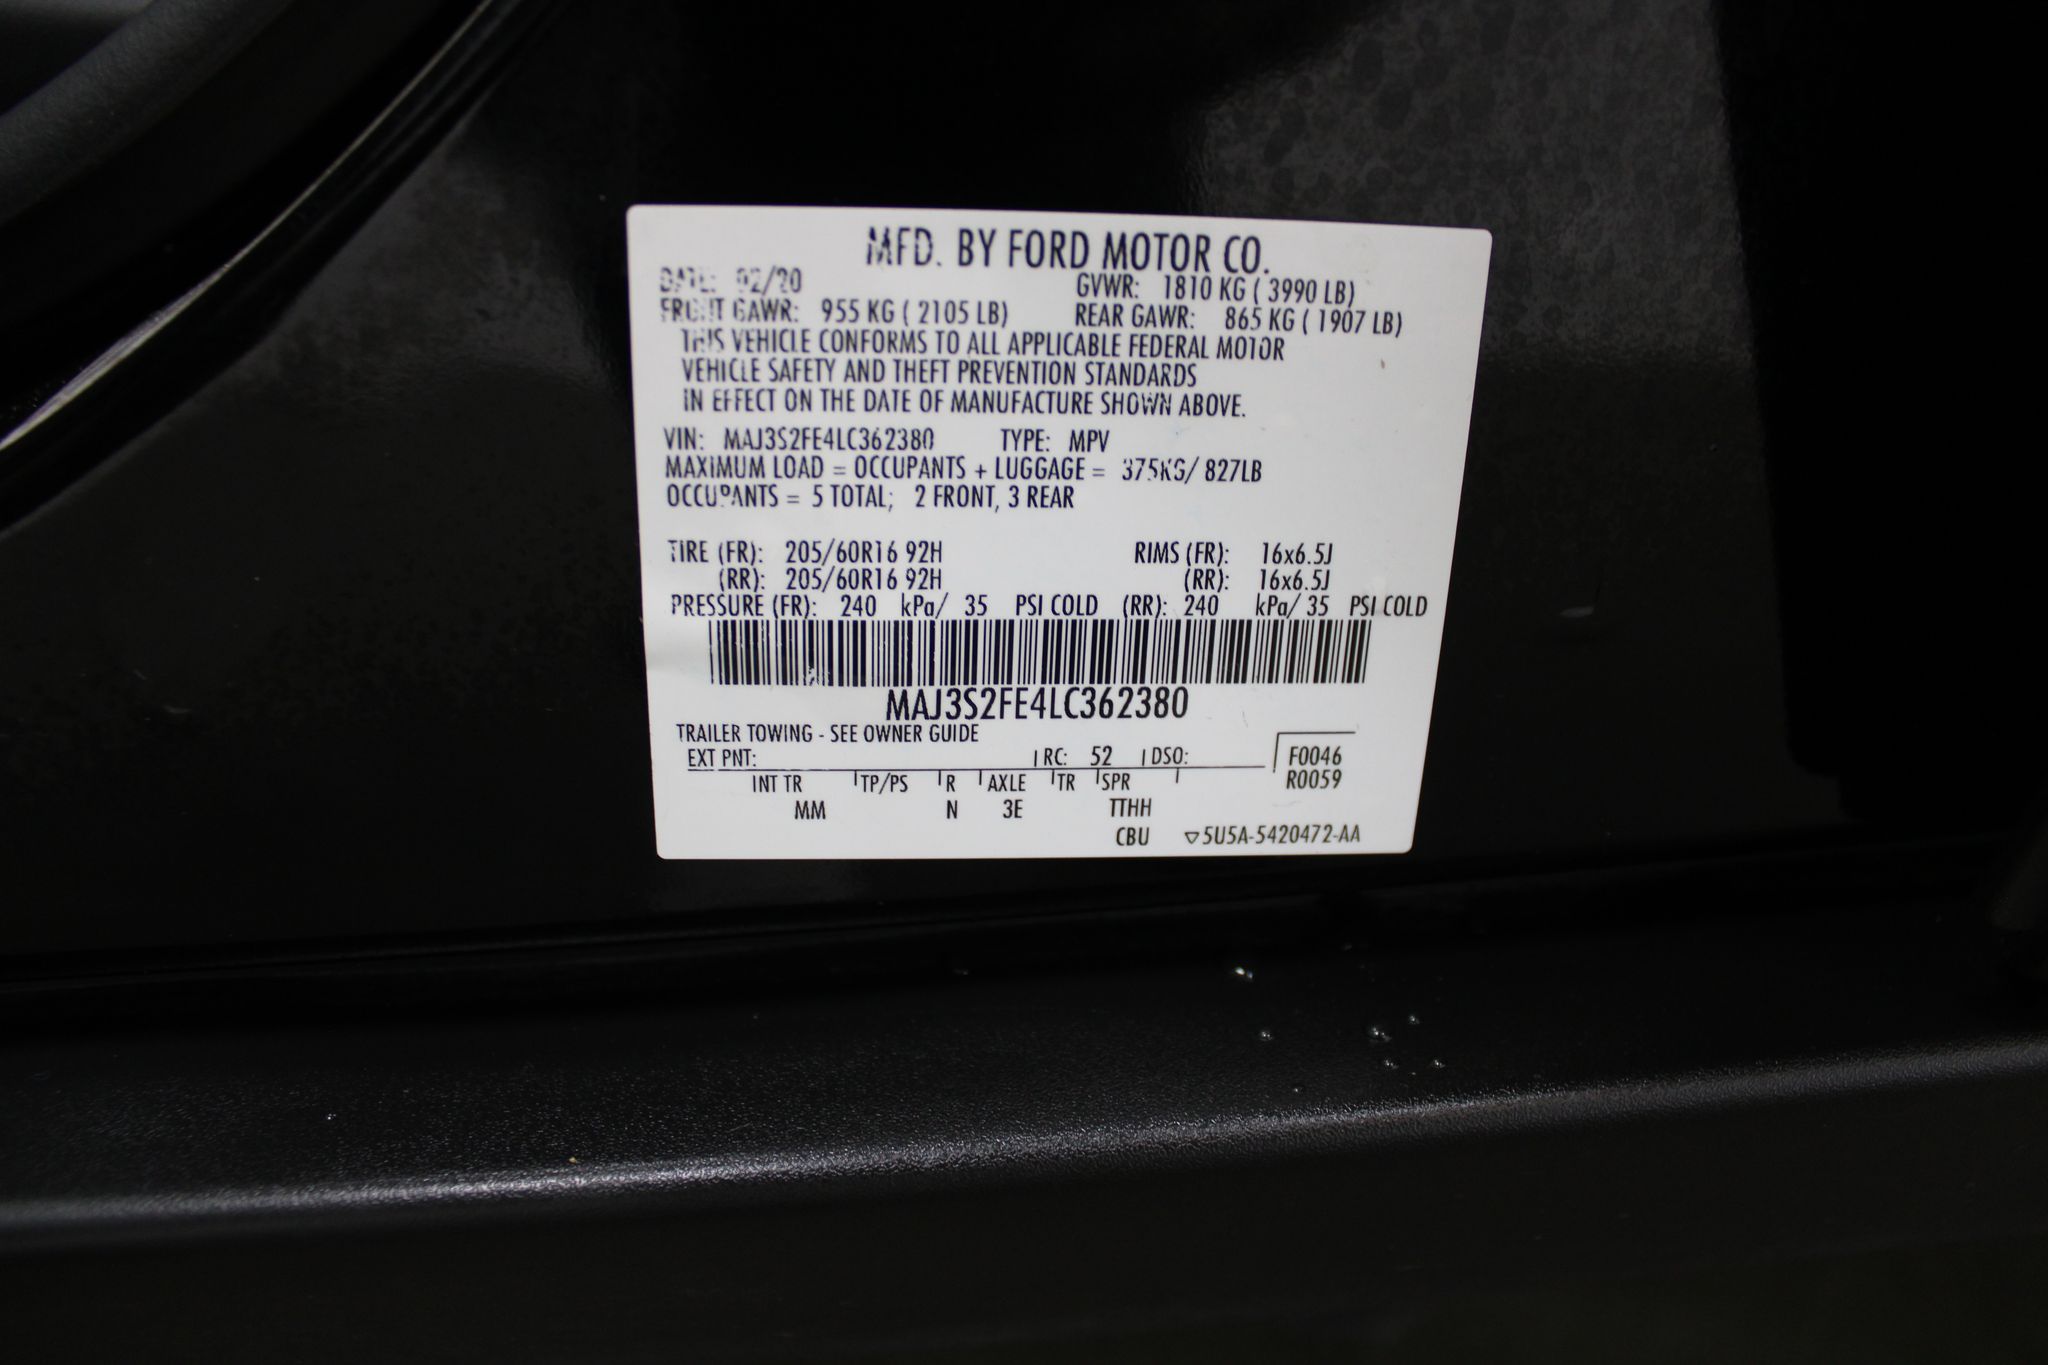 MFD. BY FORD MOTOR CO.
DATE: 02/20 GVWR: 1810 KG ( 3990 LB)
FRONT GAWR: 955 KG ( 2105 LB) REAR GAWR: 865 KG ( 1907 LB)
THIS VEHICLE CONFORMS TO ALL APPLICABLE FEDERAL MOTOR
VEHICLE SAFETY AND THEFT PREVENTION STANDARDS
IN EFFECT ON THE DATE OF MANUFACTURE SHOWN ABOVE.
VIN: MAJ3S2FE4LC362380 TYPE: MPV
MAXIMUM LOAD = OCCUPANTS + LUGGAGE = 375KG/ 827LB
OCCUPANTS = 5 TOTAL; 2 FRONT, 3 REAR
TIRE (FR): 205/60R16 92H RIMS (FR): 16x6.5J
(RR): 205/60R16 92H (RR): 16x6.5J
PRESSURE (FR): 240 kPa/ 35 PSI COLD (RR): 240 kPa/ 35 PSI COLD
MAJ3S2FE4LC362380
TRAILER TOWING - SEE OWNER GUIDE
EXT PNT: RC: 52 DSO: F0046
INT TR TP/PS R AXLE TR SPR R0059
MM N 3E TTHH
CBU ▽5U5A-5420472-AA